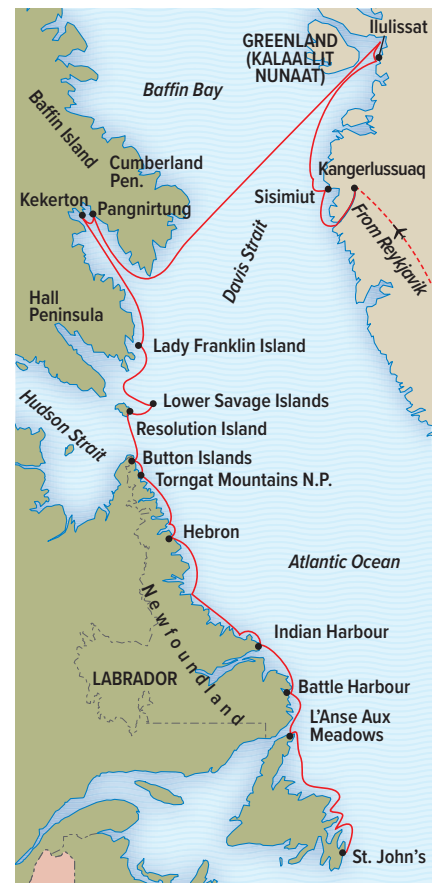 Ilulissat
GREENLAND
(KALAALLIT
NUNAAT)
Baffin Bay
Baffin Island
Cumberland
Pen.
Kangerlussuaq
Sisimiut
Kekerton
Pangnirtung
From Reykjavik
Davis Strait
Hall
Peninsula
Lady Franklin Island
Lower Savage Islands
Hudson Strait
Resolution Island
Button Islands
Torngat Mountains N.P.
Hebron
Atlantic Ocean
Newfoundland
Indian Harbour
LABRADOR
Battle Harbour
L'Anse Aux
Meadows
St. John's